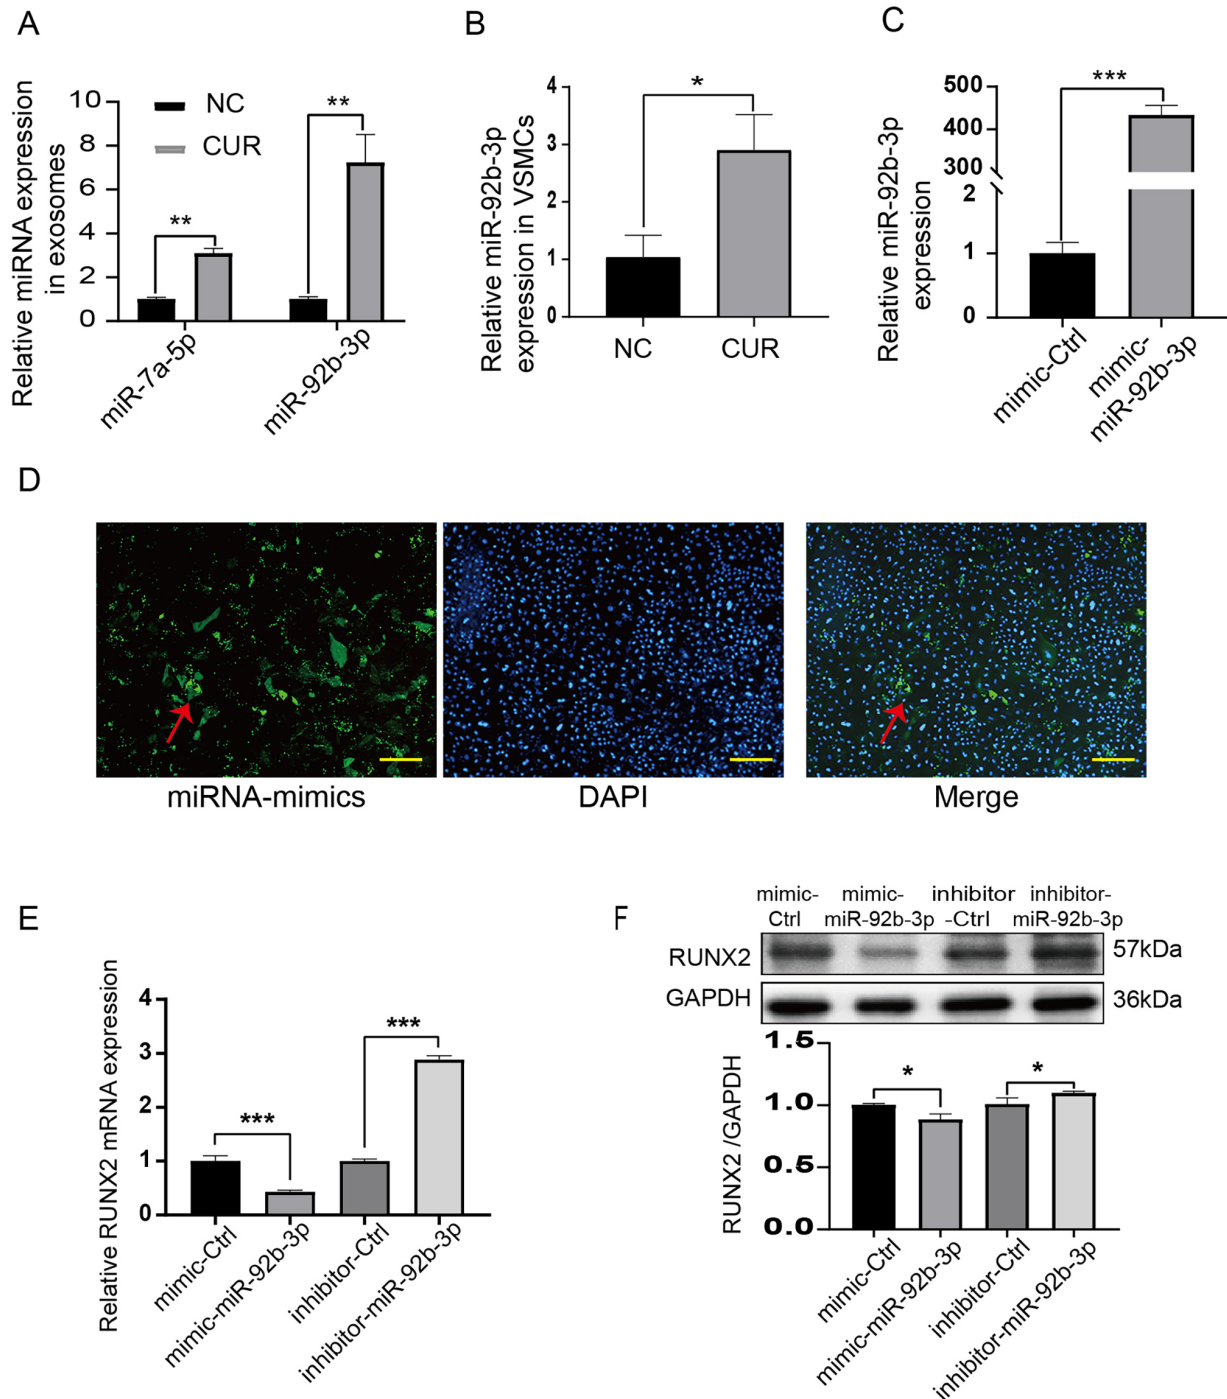 A
Relative miRNA expression
in exosomes
10
8
6
4
2
0
NC
CUR
**
**
miR-7a-5p
miR-92b-3p
B
Relative miR-92b-3p
expression in VSMCs
4
3
2
1
0
*
NC
CUR
C
Relative miR-92b-3p
expression
500
400
300
2
1
0
***
mimic-Ctrl
mimic-
miR-92b-3p
D
miRNA-mimics
DAPI
Merge
E
Relative RUNX2 mRNA expression
4
3
2
1
0
***
***
mimic-Ctrl
mimic-miR-92b-3p
inhibitor-Ctrl
inhibitor-miR-92b-3p
F
mimic-
Ctrl
mimic-
miR-92b-3p
inhibitor
-Ctrl
inhibitor-
miR-92b-3p
RUNX2
57kDa
GAPDH
36kDa
RUNX2 /GAPDH
1.5
1.0
0.5
0.0
*
*
mimic-Ctrl
mimic-miR-92b-3p
inhibitor-Ctrl
inhibitor-miR-92b-3p